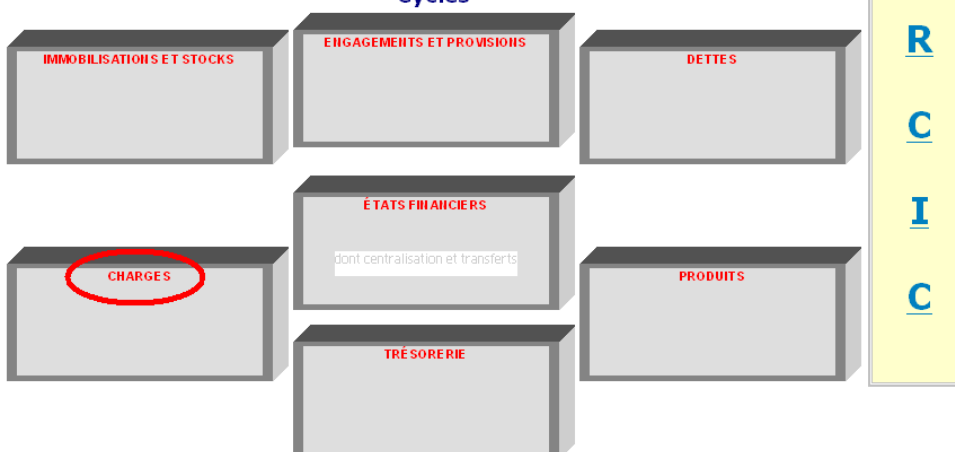 Cycles
ENGAGEMENTS ET PROVISIONS
IMMOBILISATIONS ET STOCKS
DETTES
ÉTATS FINANCIERS
dont centralisation et transferts
CHARGES
PRODUITS
TRÉSORERIE
R
C
I
C